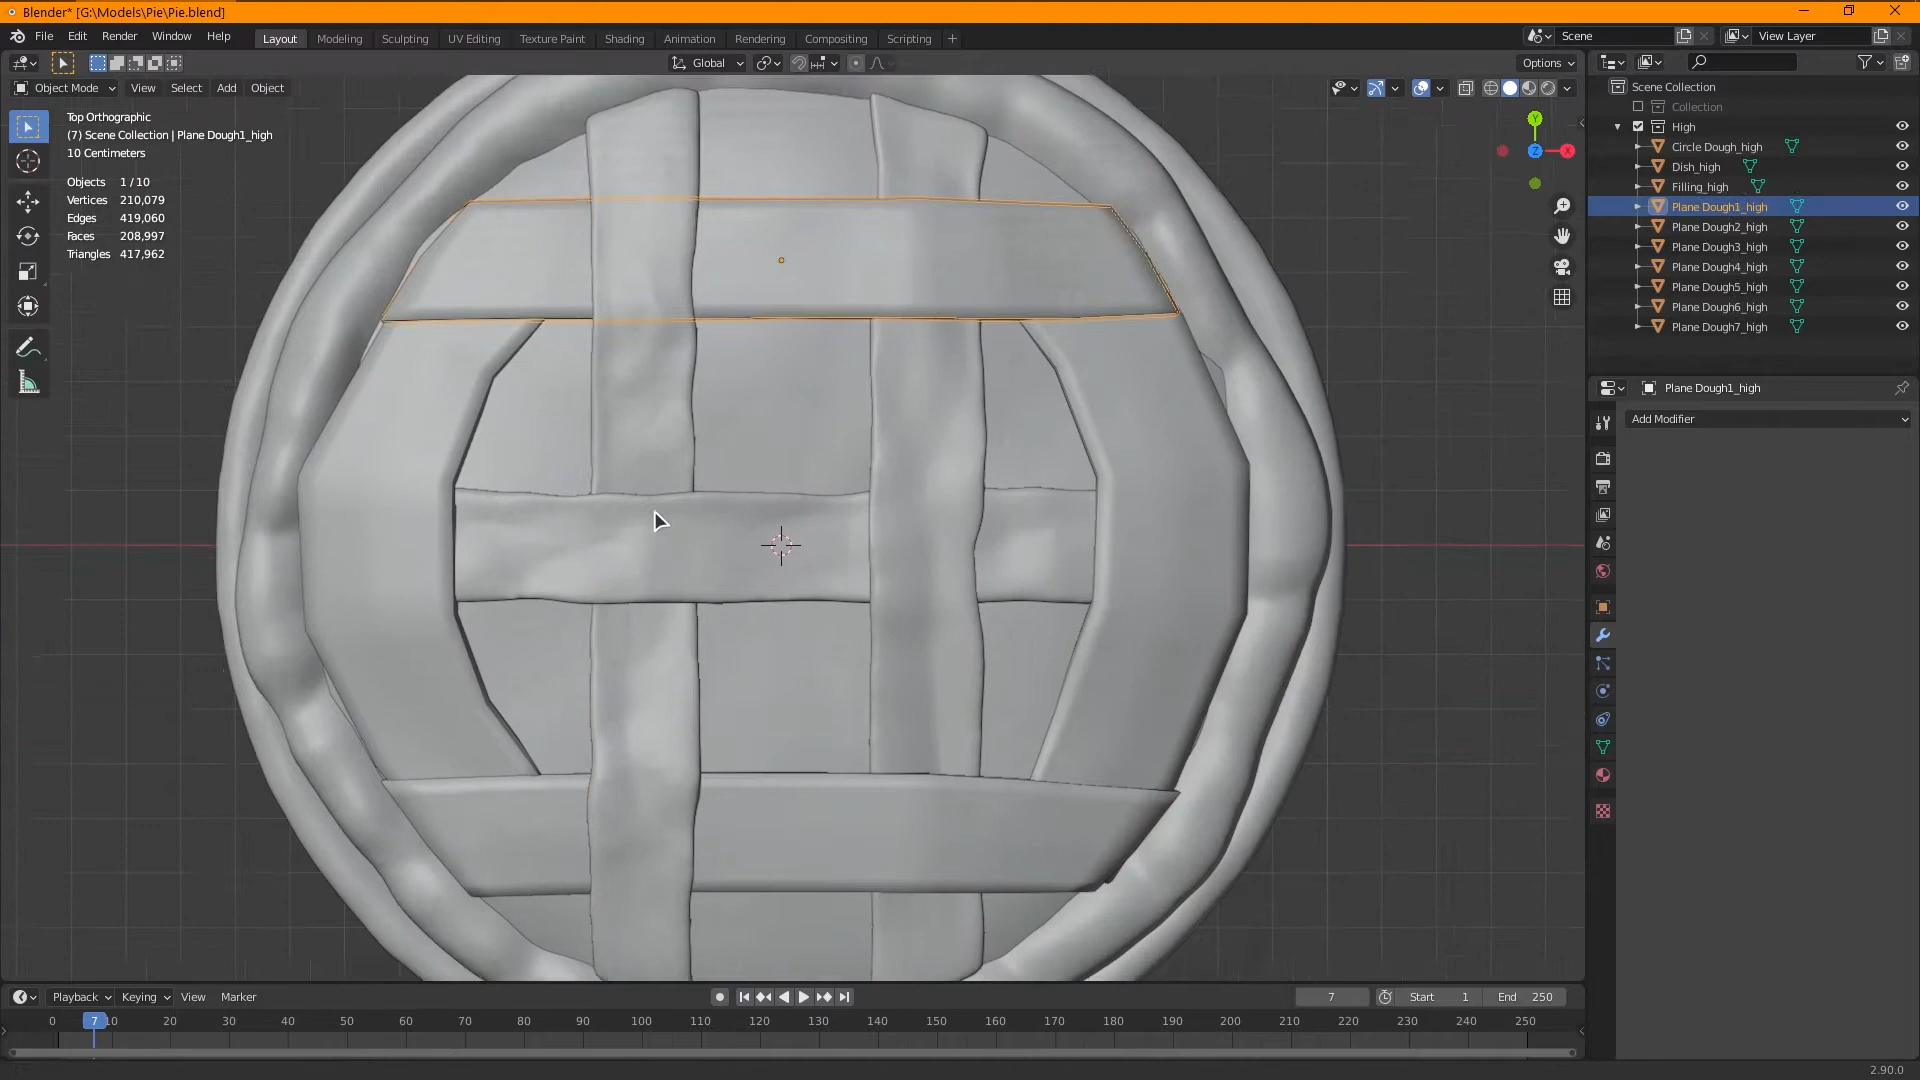 Blender* [G:\Models\Pie\Pie.blend]
File Edit Render Window Help
Layout Modeling Sculpting UV Editing Texture Paint Shading Animation Rendering Compositing Scripting +
Scene
View Layer
Global
Options
Object Mode View Select Add Object
Top Orthographic
(7) Scene Collection | Plane Dough1_high
10 Centimeters
Objects 1 / 10
Vertices 210,079
Edges 419,060
Faces 208,997
Triangles 417,962
Y
X
Z
Scene Collection
Collection
High
Circle Dough_high
Dish_high
Filling_high
Plane Dough1_high
Plane Dough2_high
Plane Dough3_high
Plane Dough4_high
Plane Dough5_high
Plane Dough6_high
Plane Dough7_high
Plane Dough1_high
Add Modifier
Playback Keying View Marker
7
Start 1
End 250
0 7 10 20 30 40 50 60 70 80 90 100 110 120 130 140 150 160 170 180 190 200 210 220 230 240 250
2.90.0